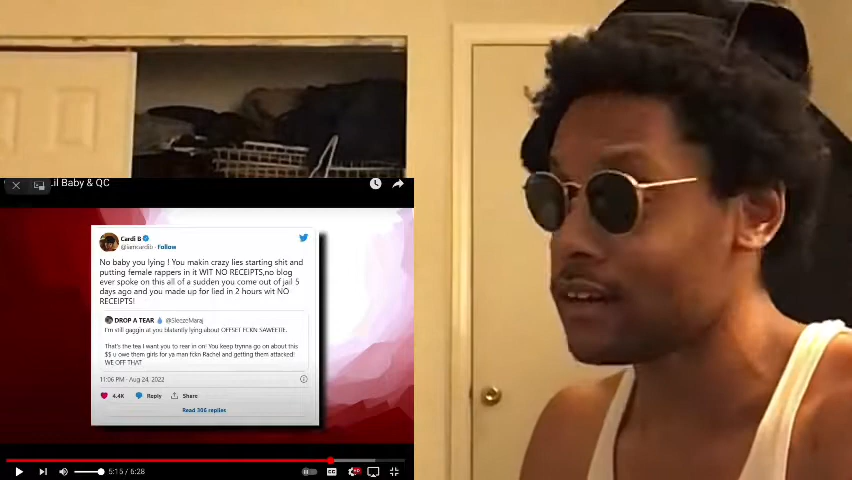 Lil Baby & QC
Cardi B
@iamcardib · Follow
No baby you lying ! You makin crazy lies starting shit and
putting female rappers in it WIT NO RECEIPTS,no blog
ever spoke on this all of a sudden you come out of jail 5
days ago and you made up for lied in 2 hours wit NO
RECEIPTS!
DROP A TEAR 💧 @SleezeMaraj
I'm still gaggin at you blatantly lying about OFFSET FCKN SAWEETIE.
That's the tea I want you to rear in on! You keep trynna go on about this
$$ u owe them girls for ya man fckn Rachel and getting them attacked!
WE OFF THAT
11:06 PM · Aug 24, 2022
4.4K Reply Share
Read 306 replies
5:15 / 6:28
CC